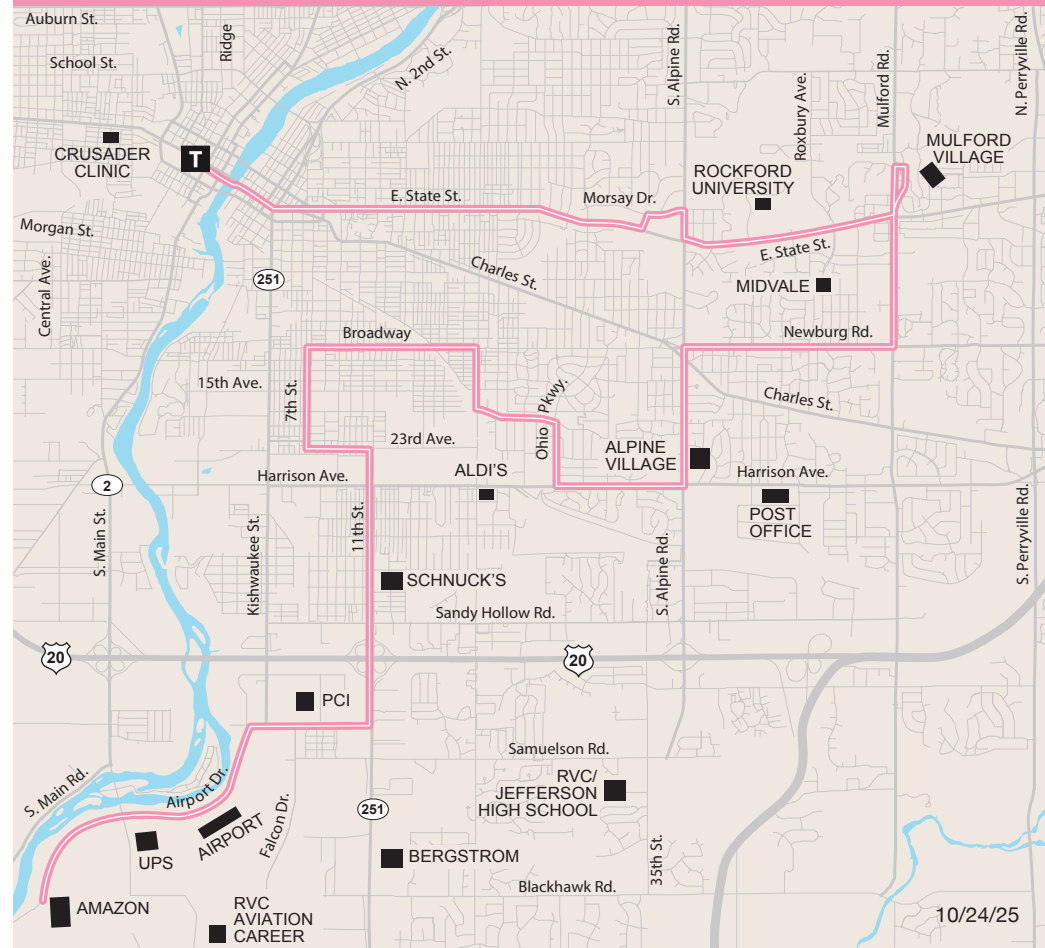 Auburn St.
School St.
Ridge
N. 2nd St.
S. Alpine Rd.
Roxbury Ave.
Mulford Rd.
N. Perryville Rd.
CRUSADER
CLINIC
T
MULFORD
VILLAGE
ROCKFORD
UNIVERSITY
E. State St.
Morsay Dr.
Morgan St.
Central Ave.
E. State St.
251
Charles St.
MIDVALE
Broadway
Newburg Rd.
15th Ave.
7th St.
Ohio Pkwy.
Charles St.
23rd Ave.
ALPINE
VILLAGE
Harrison Ave.
ALDI'S
Harrison Ave.
2
POST
OFFICE
S. Main St.
Kishwaukee St.
11th St.
S. Alpine Rd.
S. Perryville Rd.
SCHNUCK'S
Sandy Hollow Rd.
20
20
PCI
Samuelson Rd.
S. Main Rd.
Airport Dr.
RVC/
JEFFERSON
HIGH SCHOOL
251
AIRPORT
Falcon Dr.
UPS
BERGSTROM
35th St.
Blackhawk Rd.
AMAZON
RVC
AVIATION
CAREER
10/24/25